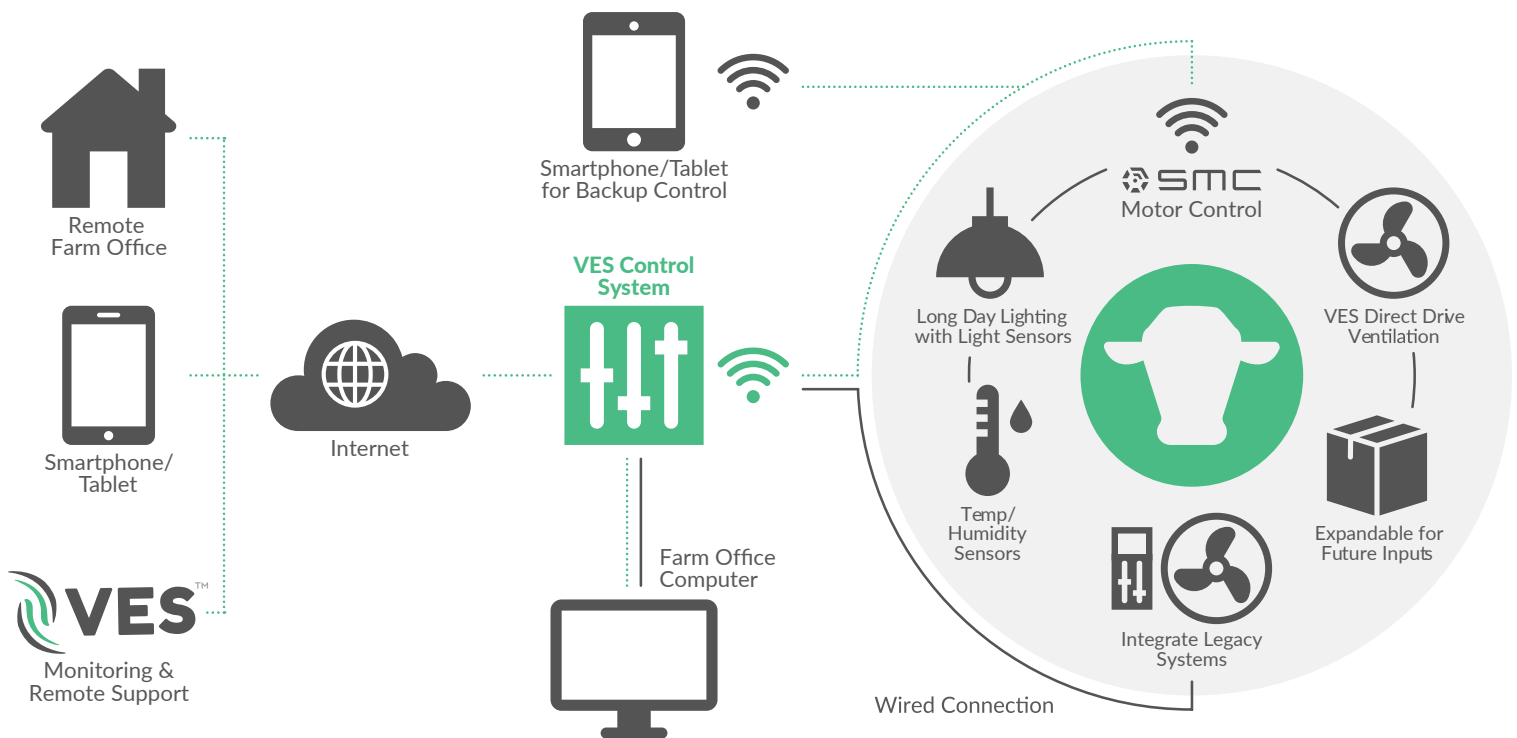 Smartphone/Tablet
for Backup Control
Remote
Farm Office
VES Control
System
Smartphone/
Tablet
Internet
VES™
Monitoring &
Remote Support
Farm Office
Computer
SMC
Motor Control
Long Day Lighting
with Light Sensors
VES Direct Drive
Ventilation
Temp/
Humidity
Sensors
Expandable for
Future Inputs
Integrate Legacy
Systems
Wired Connection